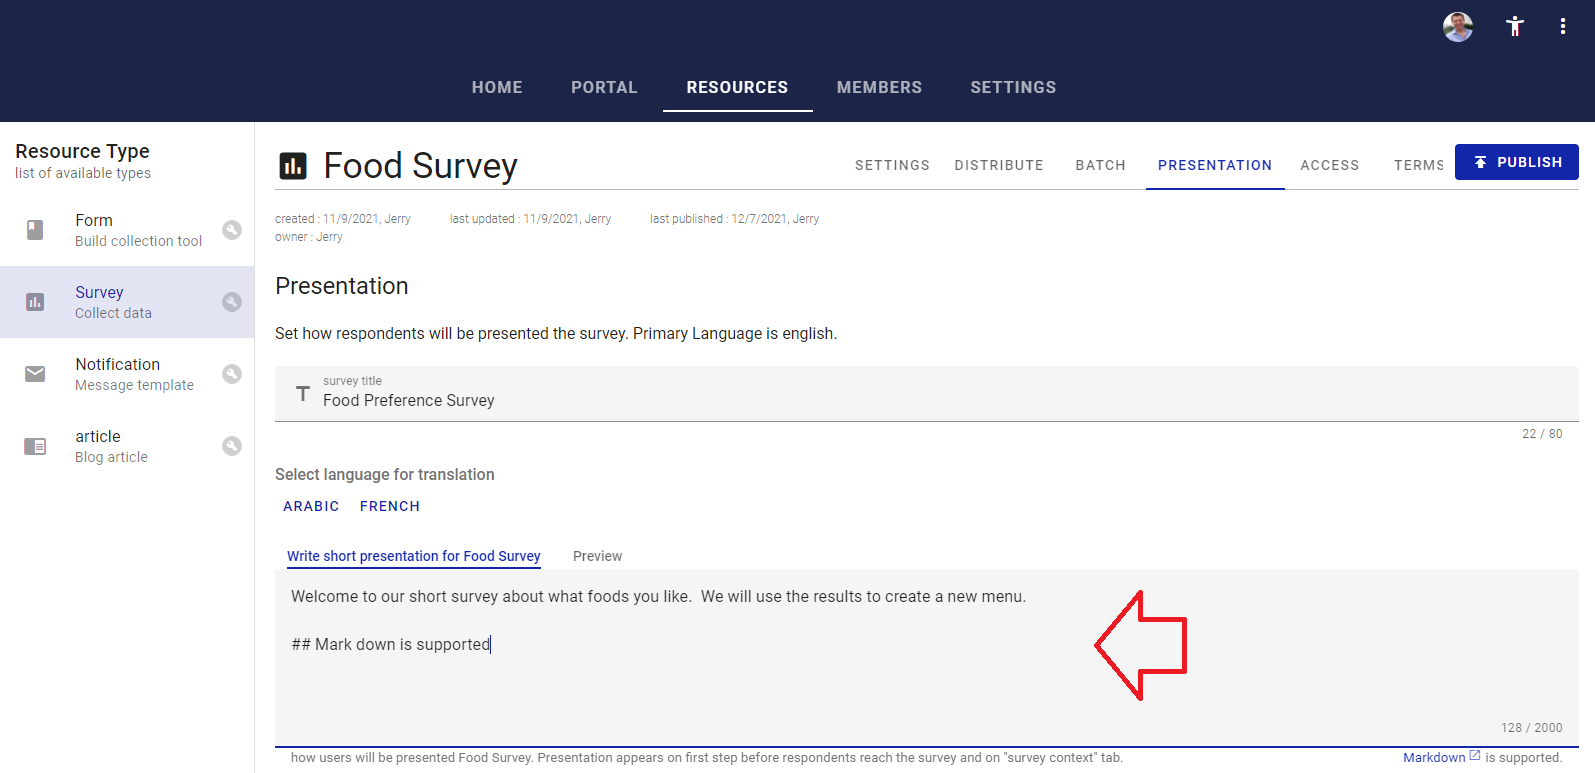 HOME PORTAL RESOURCES MEMBERS SETTINGS
Resource Type
list of available types
Form
Build collection tool
Survey
Collect data
Notification
Message template
article
Blog article
Food Survey
SETTINGS DISTRIBUTE BATCH PRESENTATION ACCESS TERMS PUBLISH
created : 11/9/2021, Jerry last updated : 11/9/2021, Jerry last published : 12/7/2021, Jerry
owner : Jerry
Presentation
Set how respondents will be presented the survey. Primary Language is english.
survey title
Food Preference Survey
22 / 80
Select language for translation
ARABIC FRENCH
Write short presentation for Food Survey Preview
Welcome to our short survey about what foods you like.  We will use the results to create a new menu.
## Mark down is supported
128 / 2000
how users will be presented Food Survey. Presentation appears on first step before respondents reach the survey and on "survey context" tab. Markdown is supported.